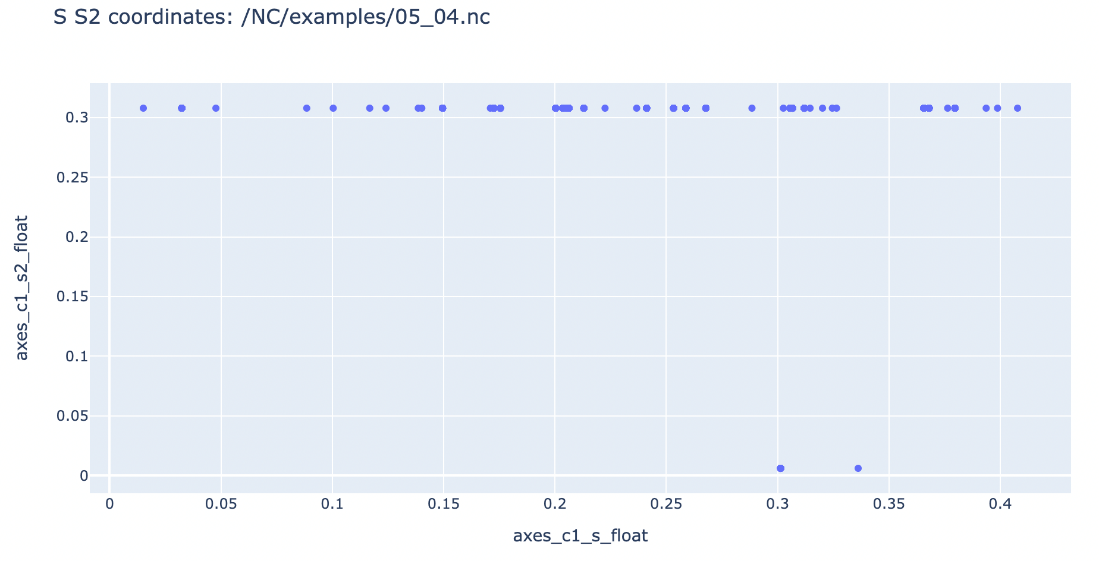 S S2 coordinates: /NC/examples/05_04.nc
0.3
0.25
0.2
0.15
0.1
0.05
0
axes_c1_s2_float
0 0.05 0.1 0.15 0.2 0.25 0.3 0.35 0.4
axes_c1_s_float